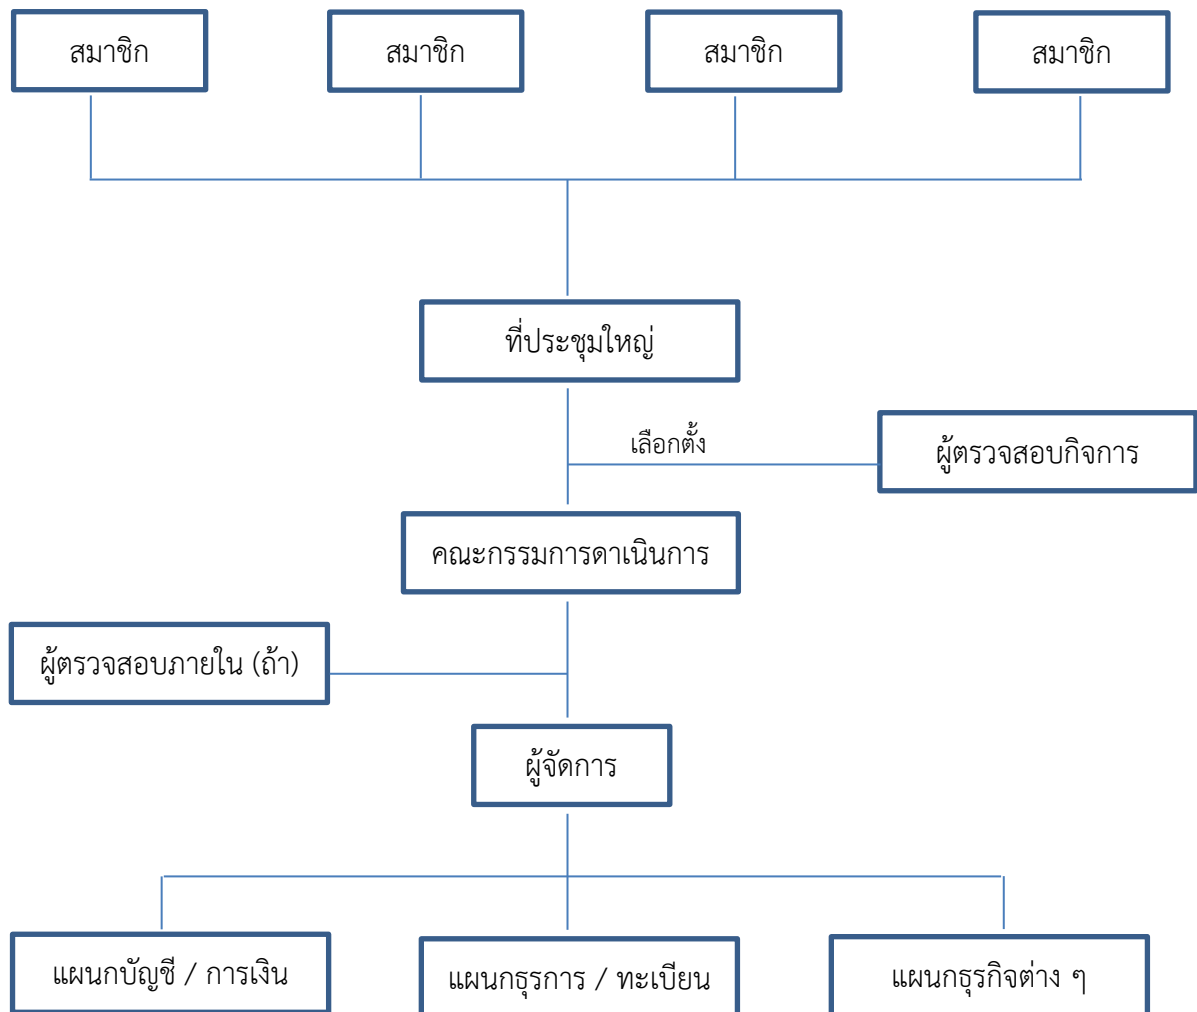 สมาชิก
สมาชิก
สมาชิก
สมาชิก
ที่ประชุมใหญ่
เลือกตั้ง
ผู้ตรวจสอบกิจการ
คณะกรรมการดาเนินการ
ผู้ตรวจสอบภายใน (ถ้า)
ผู้จัดการ
แผนกบัญชี / การเงิน
แผนกธุรการ / ทะเบียน
แผนกธุรกิจต่าง ๆ